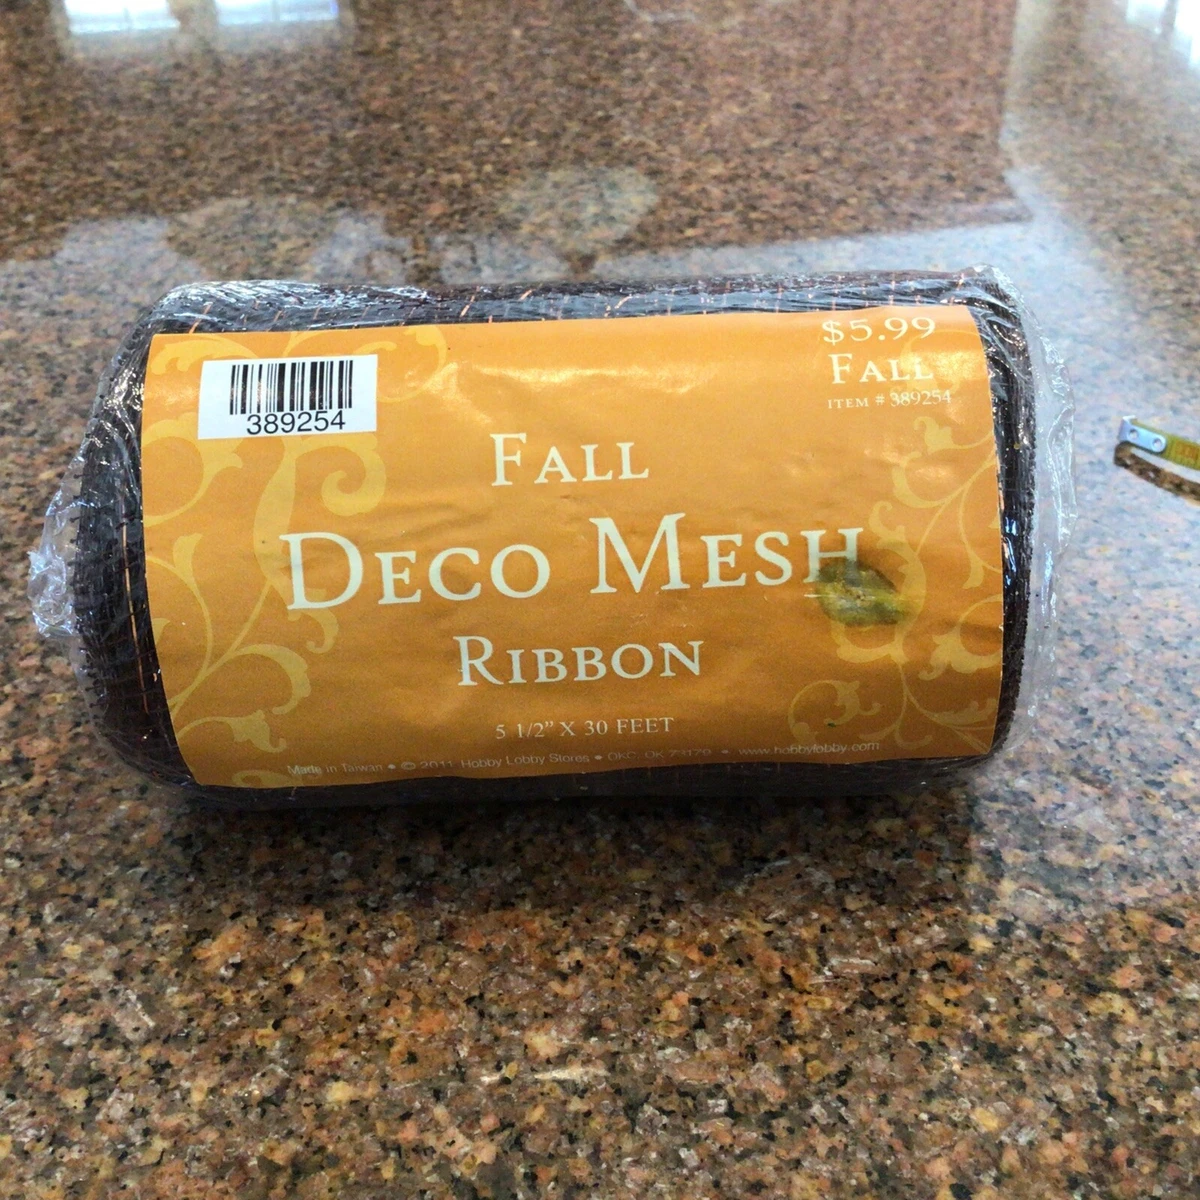 389254
$5.99
FALL
ITEM # 389254
FALL
DECO MESH
RIBBON
5 1/2" X 30 FEET
Made in Taiwan • © 2011 Hobby Lobby Stores • OKC, OK 73179 • www.hobbylobby.com